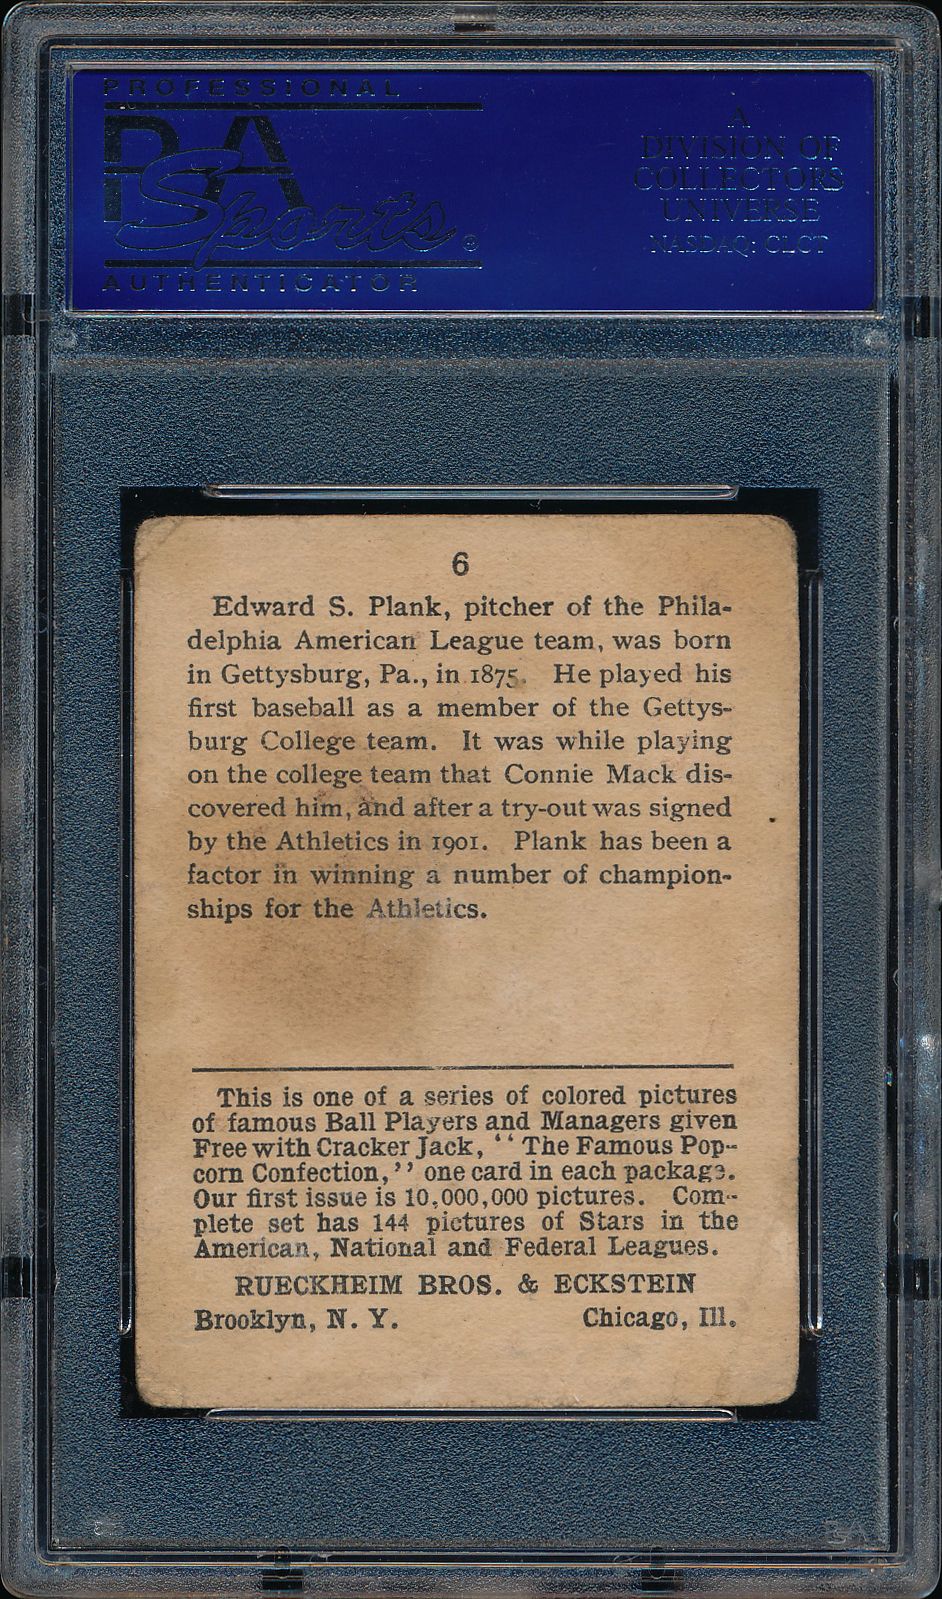 PROFESSIONAL
PSA
Sports ®
AUTHENTICATOR
A
DIVISION OF
COLLECTORS
UNIVERSE
NASDAQ: CLCT
6
Edward S. Plank, pitcher of the Phila-
delphia American League team, was born
in Gettysburg, Pa., in 1875. He played his
first baseball as a member of the Gettys-
burg College team. It was while playing
on the college team that Connie Mack dis-
covered him, and after a try-out was signed
by the Athletics in 1901. Plank has been a
factor in winning a number of champion-
ships for the Athletics.
This is one of a series of colored pictures
of famous Ball Players and Managers given
Free with Cracker Jack, “The Famous Pop-
corn Confection,” one card in each package.
Our first issue is 10,000,000 pictures. Com-
plete set has 144 pictures of Stars in the
American, National and Federal Leagues.
RUECKHEIM BROS. & ECKSTEIN
Brooklyn, N. Y. Chicago, Ill.